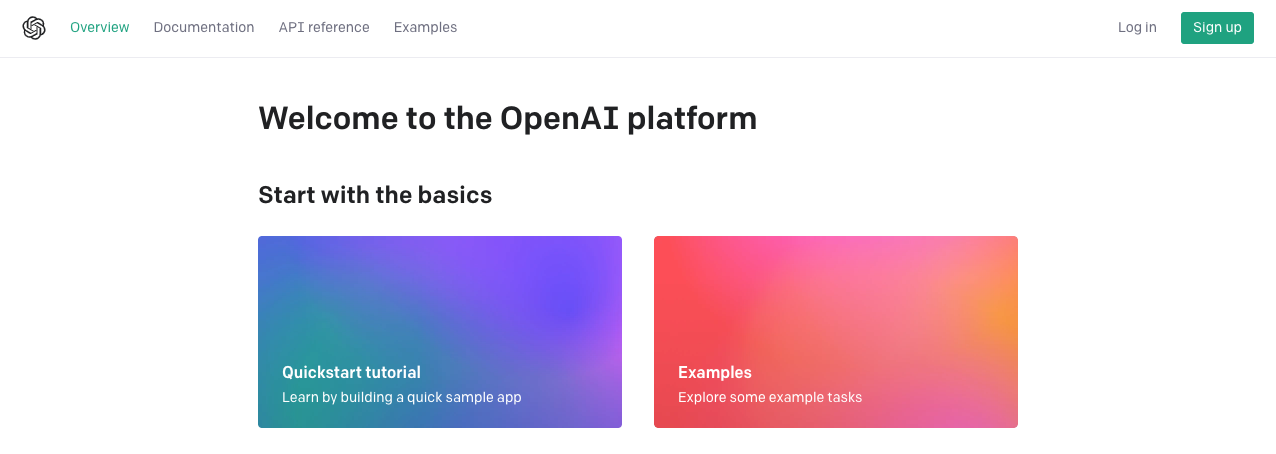 Overview Documentation API reference Examples Log in Sign up
Welcome to the OpenAI platform
Start with the basics
Quickstart tutorial
Learn by building a quick sample app
Examples
Explore some example tasks